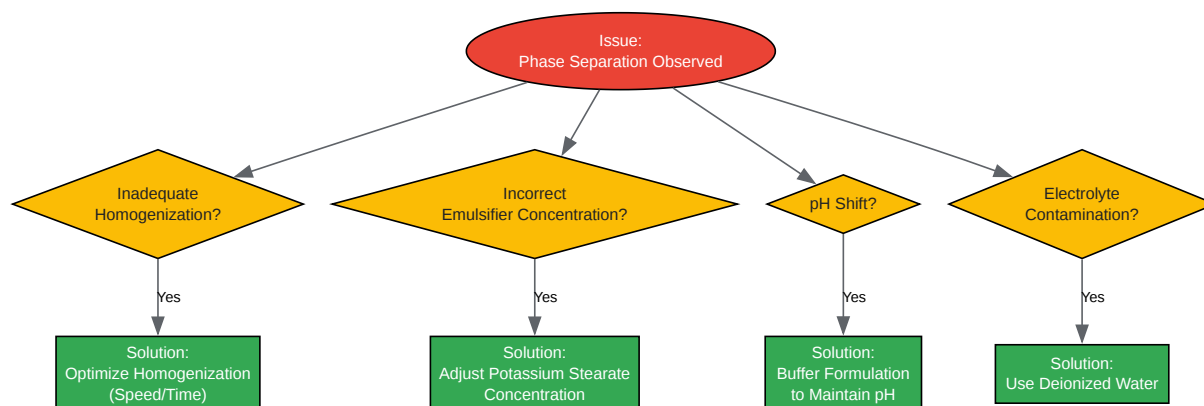 Issue:
Phase Separation Observed
Inadequate
Homogenization?
Incorrect
Emulsifier Concentration?
pH Shift?
Electrolyte
Contamination?
Yes
Yes
Yes
Yes
Solution:
Optimize Homogenization
(Speed/Time)
Solution:
Adjust Potassium Stearate
Concentration
Solution:
Buffer Formulation
to Maintain pH
Solution:
Use Deionized Water